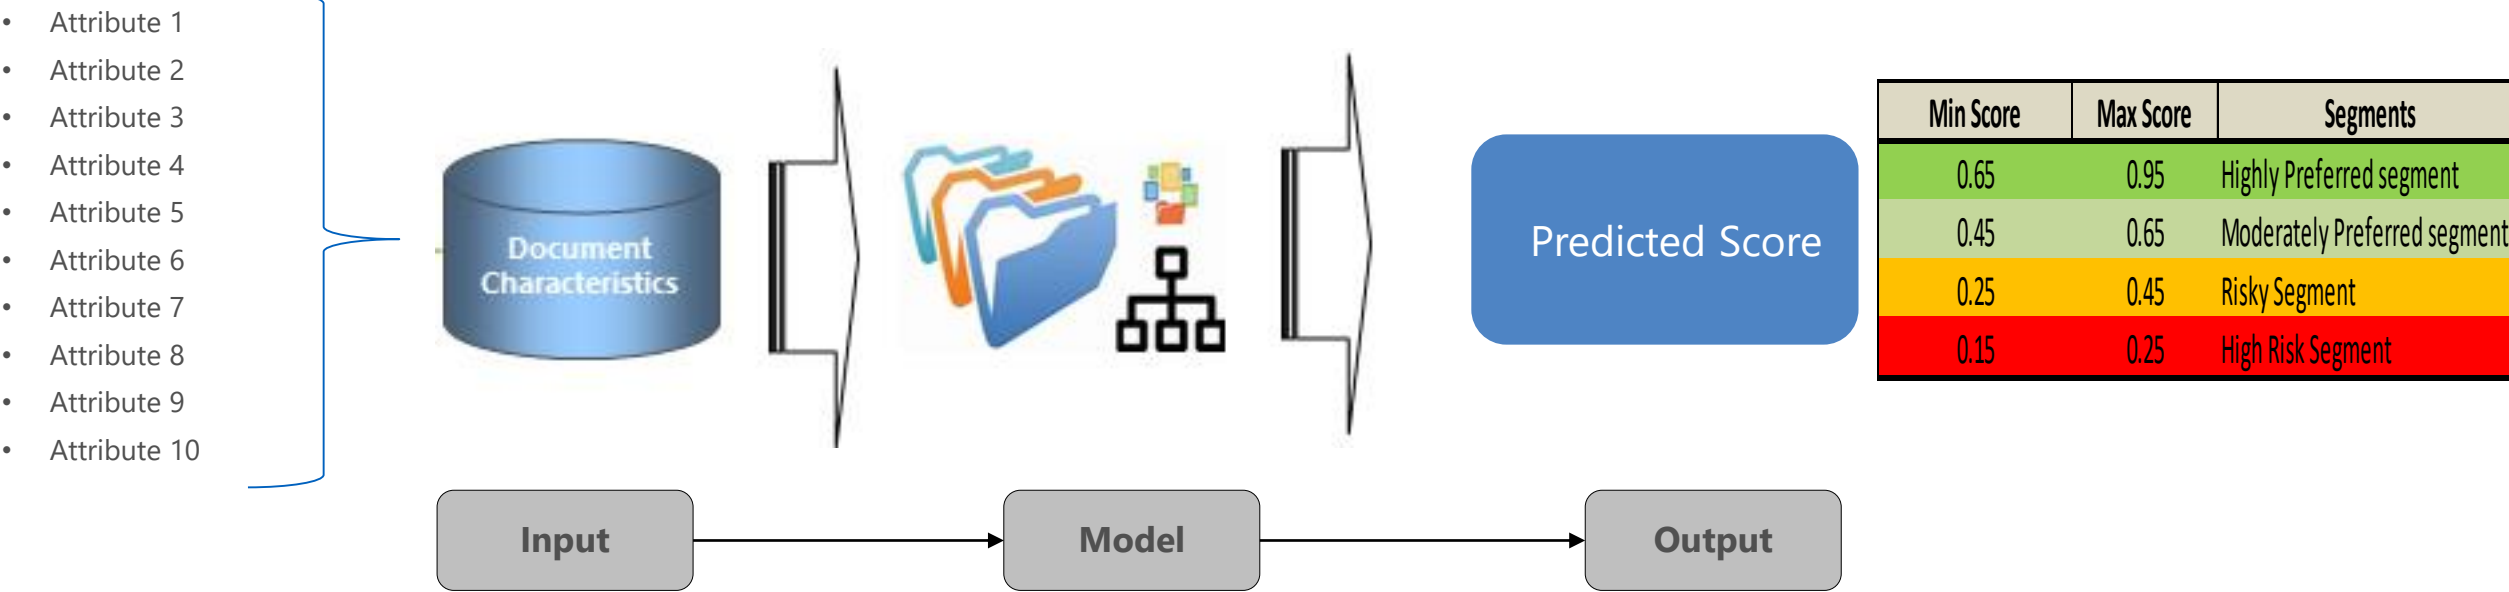 • Attribute 1
• Attribute 2
• Attribute 3
• Attribute 4
• Attribute 5
• Attribute 6
• Attribute 7
• Attribute 8
• Attribute 9
• Attribute 10
Document
Characteristics
Predicted Score
Min Score Max Score Segments
0.65 0.95 Highly Preferred segment
0.45 0.65 Moderately Preferred segment
0.25 0.45 Risky Segment
0.15 0.25 High Risk Segment
Input
Model
Output